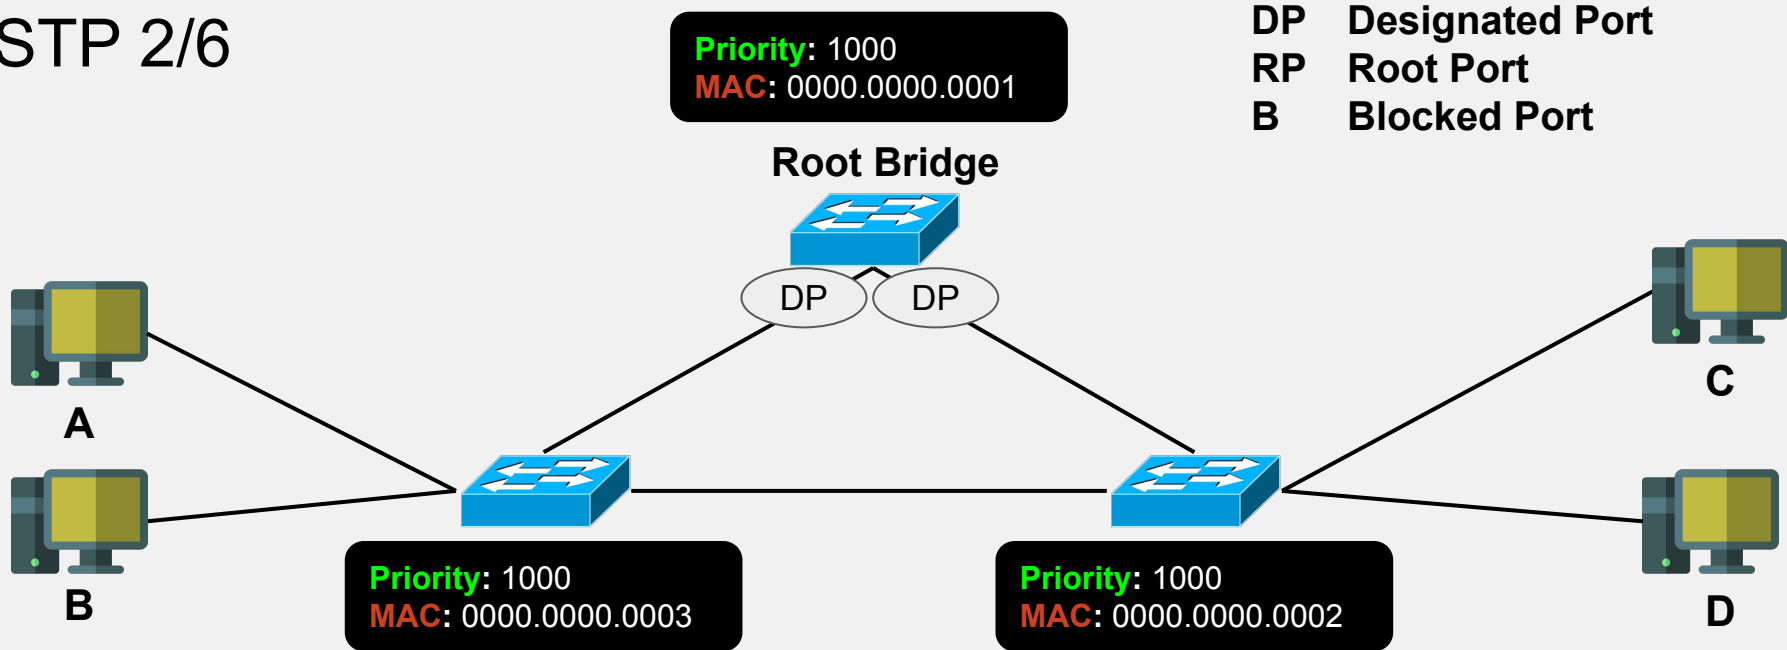 STP 2/6
Priority: 1000
MAC: 0000.0000.0001
DP Designated Port
RP Root Port
B Blocked Port
Root Bridge
DP DP
A
B
C
D
Priority: 1000
MAC: 0000.0000.0003
Priority: 1000
MAC: 0000.0000.0002